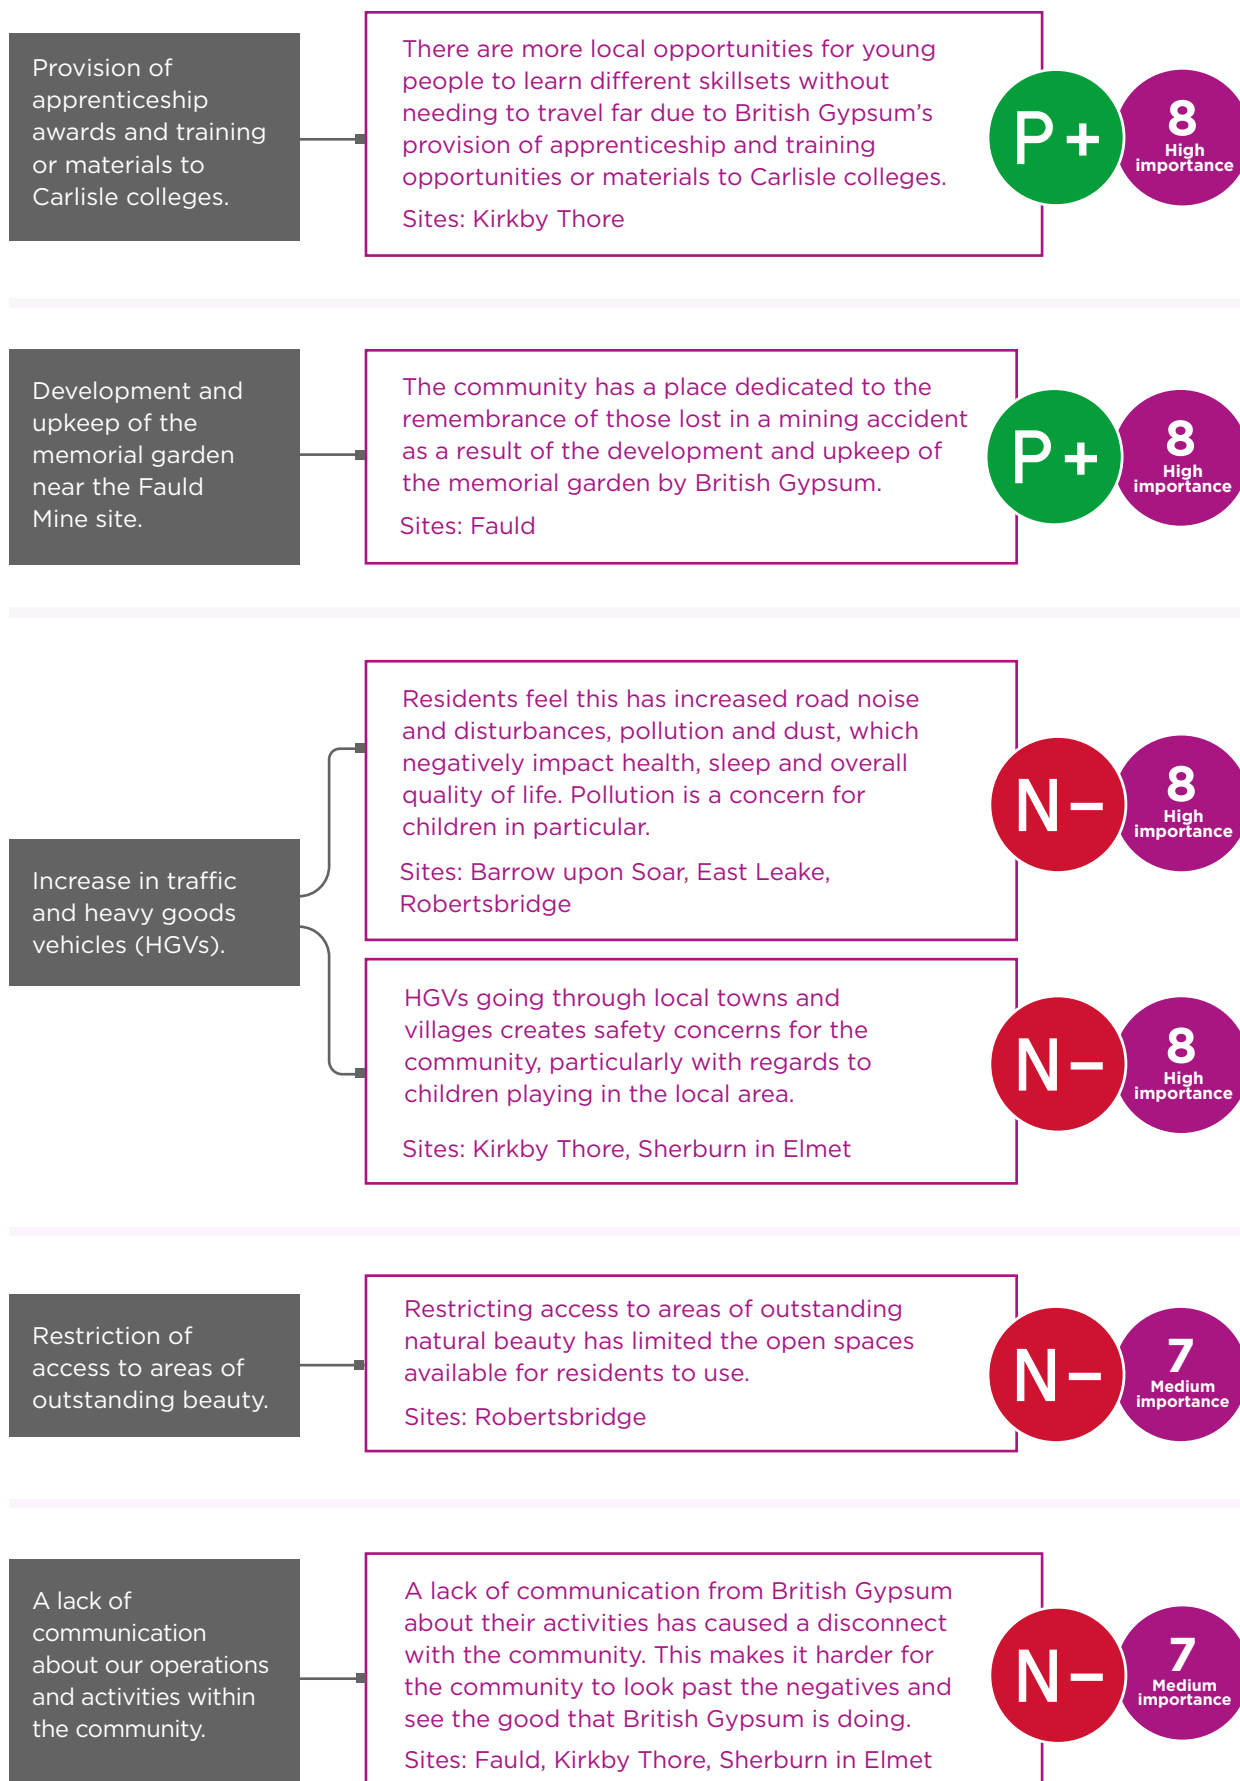 Provision of
apprenticeship
awards and training
or materials to
Carlisle colleges.
There are more local opportunities for young
people to learn different skillsets without
needing to travel far due to British Gypsum’s
provision of apprenticeship and training
opportunities or materials to Carlisle colleges.
Sites: Kirkby Thore
P+
8
High
importance
Development and
upkeep of the
memorial garden
near the Fauld
Mine site.
The community has a place dedicated to the
remembrance of those lost in a mining accident
as a result of the development and upkeep of
the memorial garden by British Gypsum.
Sites: Fauld
P+
8
High
importance
Increase in traffic
and heavy goods
vehicles (HGVs).
Residents feel this has increased road noise
and disturbances, pollution and dust, which
negatively impact health, sleep and overall
quality of life. Pollution is a concern for
children in particular.
Sites: Barrow upon Soar, East Leake,
Robertsbridge
N–
8
High
importance
HGVs going through local towns and
villages creates safety concerns for the
community, particularly with regards to
children playing in the local area.
Sites: Kirkby Thore, Sherburn in Elmet
N–
8
High
importance
Restriction of
access to areas of
outstanding beauty.
Restricting access to areas of outstanding
natural beauty has limited the open spaces
available for residents to use.
Sites: Robertsbridge
N–
7
Medium
importance
A lack of
communication
about our operations
and activities within
the community.
A lack of communication from British Gypsum
about their activities has caused a disconnect
with the community. This makes it harder for
the community to look past the negatives and
see the good that British Gypsum is doing.
Sites: Fauld, Kirkby Thore, Sherburn in Elmet
N–
7
Medium
importance